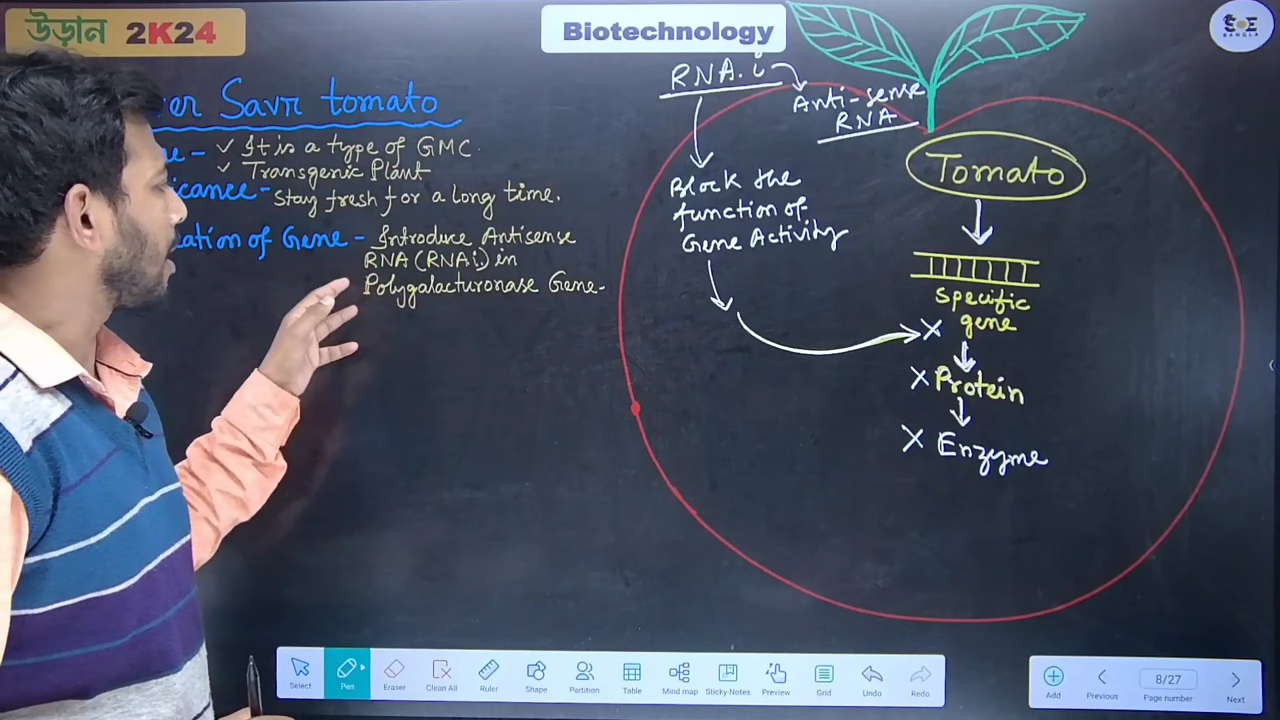 উড়ান 2K24
Biotechnology
SOE
BANGLA
Savr tomato
It is a type of GMC.
Transgenic Plant
Stay fresh for a long time.
of Gene - Introduce Antisense
RNA (RNAi) in
Polygalacturonase Gene-
RNA.i
Anti-sense
RNA
Block the
function of
Gene Activity
Tomato
specific
gene
Protein
Enzyme
Select
Pen
Eraser
Clean All
Ruler
Shape
Partition
Table
Mind map
Sticky-Notes
Preview
Grid
Undo
Redo
Add
Previous
8/27
Page number
Next